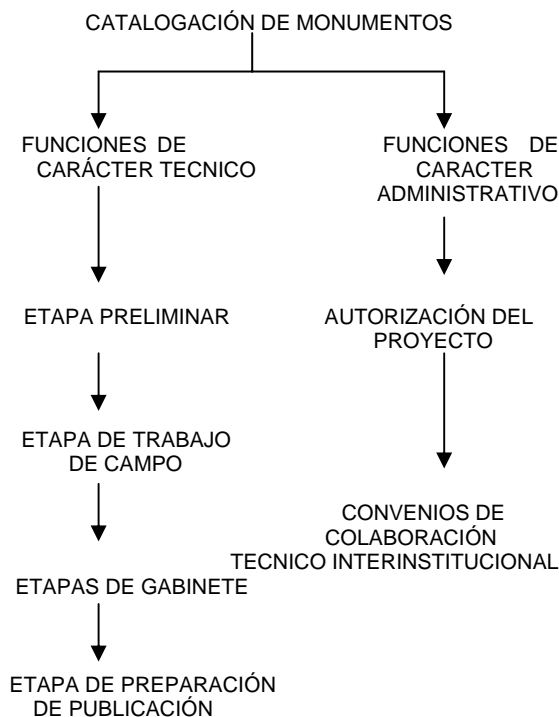 CATALOGACIÓN DE MONUMENTOS
FUNCIONES DE
CARÁCTER TECNICO
FUNCIONES DE
CARACTER
ADMINISTRATIVO
ETAPA PRELIMINAR
AUTORIZACIÓN DEL
PROYECTO
ETAPA DE TRABAJO
DE CAMPO
CONVENIOS DE
COLABORACIÓN
TECNICO INTERINSTITUCIONAL
ETAPAS DE GABINETE
ETAPA DE PREPARACIÓN
DE PUBLICACIÓN